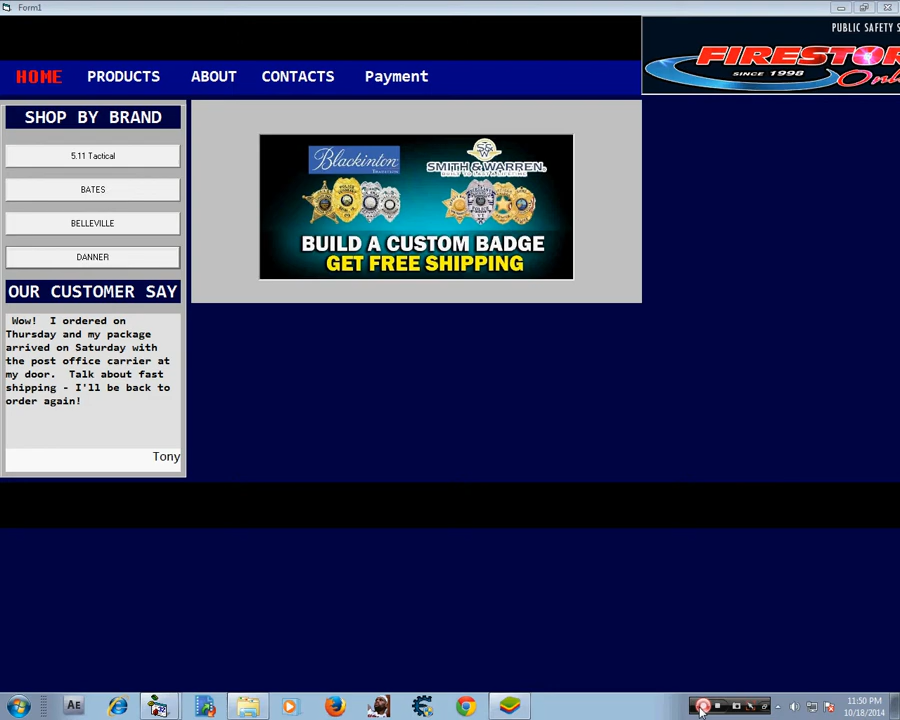 Form1
PUBLIC SAFETY S
FIRESTOR
SINCE 1998
Onl
HOME PRODUCTS ABOUT CONTACTS Payment
SHOP BY BRAND
5.11 Tactical
BATES
BELLEVILLE
DANNER
OUR CUSTOMER SAY
Wow! I ordered on
Thursday and my package
arrived on Saturday with
the post office carrier at
my door. Talk about fast
shipping - I'll be back to
order again!
Tony
Blackinton
SMITH & WARREN
BUILD A CUSTOM BADGE
GET FREE SHIPPING
Ae
11:50 PM
10/18/2014